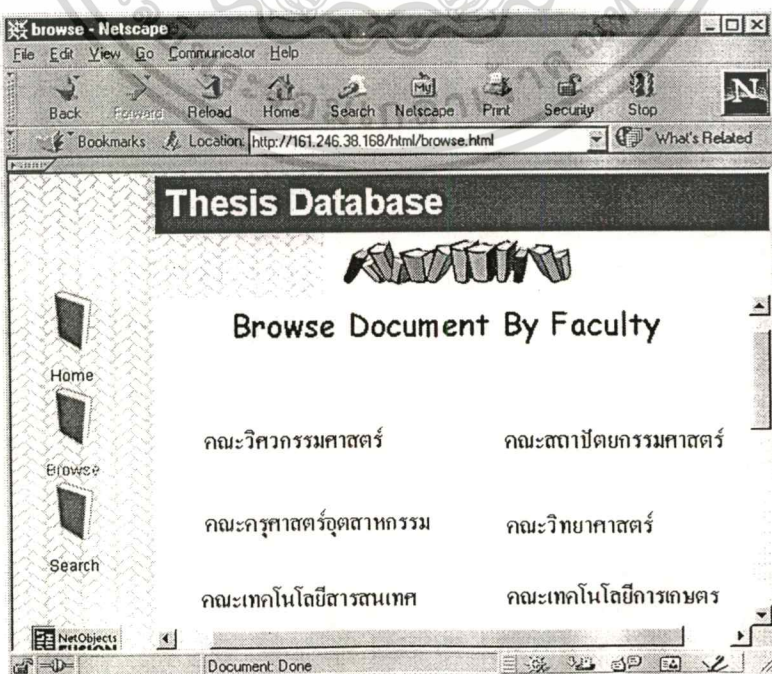 browse - Netscape
File Edit View Go Communicator Help
Back Forward Reload Home Search Netscape Print Security Stop
My
N
Bookmarks Location: http://161.246.38.168/html/browse.html What's Related
Thesis Database
Browse Document By Faculty
Home
Browse
Search
คณะวิศวกรรมศาสตร์ คณะสถาปัตยกรรมศาสตร์
คณะครุศาสตร์อุตสาหกรรม คณะวิทยาศาสตร์
คณะเทคโนโลยีสารสนเทศ คณะเทคโนโลยีการเกษตร
NetObjects
FUSION
Document: Done